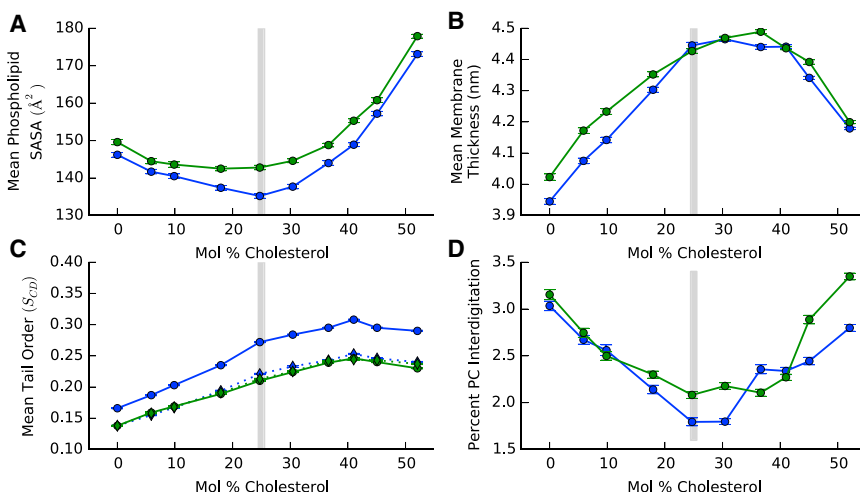 A
Mean Phospholipid
SASA (Å²)
180
170
160
150
140
130
0 10 20 30 40 50
Mol % Cholesterol
B
Mean Membrane
Thickness (nm)
4.5
4.4
4.3
4.2
4.1
4.0
3.9
0 10 20 30 40 50
Mol % Cholesterol
C
Mean Tail Order (S_CD)
0.40
0.35
0.30
0.25
0.20
0.15
0.10
0 10 20 30 40 50
Mol % Cholesterol
D
Percent PC Interdigitation
3.5
3.0
2.5
2.0
1.5
0 10 20 30 40 50
Mol % Cholesterol